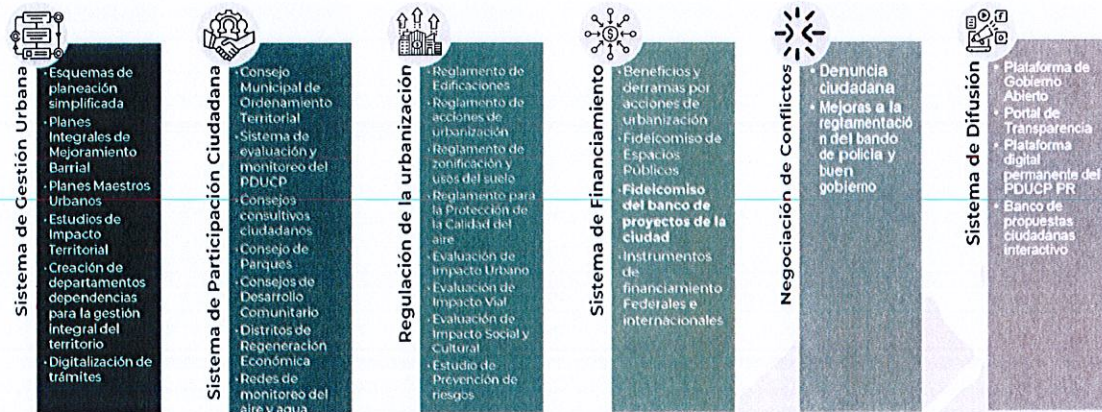 Sistema de Gestión Urbana
• Esquemas de
planeación
simplificada
• Planes
Integrales de
Mejoramiento
Barrial
• Planes Maestros
Urbanos
• Estudios de
Impacto
Territorial
• Creación de
departamentos
dependencias
para la gestión
integral del
territorio
• Digitalización de
trámites
Sistema de Participación Ciudadana
• Consejo
Municipal de
Ordenamiento
Territorial
• Sistema de
evaluación y
monitoreo del
PDUCP
• Consejos
consultivos
ciudadanos
• Consejo de
Parques
• Consejos de
Desarrollo
Comunitario
• Distritos de
Regeneración
Económica
• Redes de
monitoreo del
aire y agua
Regulación de la urbanización
• Reglamento de
Edificaciones
• Reglamento de
acciones de
urbanización
• Reglamento de
zonificación y
usos del suelo
• Reglamento para
la Protección de
la Calidad del
aire
• Evaluación de
Impacto Urbano
• Evaluación de
Impacto Vial
• Evaluación de
Impacto Social y
Cultural
• Estudio de
Prevención de
riesgos
Sistema de Financiamiento
• Beneficios y
derramas por
acciones de
urbanización
• Fideicomiso de
Espacios
Públicos
• Fideicomiso
del banco de
proyectos de la
ciudad
• Instrumentos
de
financiamiento
Federales e
internacionales
Negociación de Conflictos
• Denuncia
ciudadana
• Mejoras a la
reglamentació
n del bando
de policía y
buen
gobierno
Sistema de Difusión
• Plataforma de
Gobierno
Abierto
• Portal de
Transparencia
• Plataforma
digital
permanente del
PDUCP PR
• Banco de
propuestas
ciudadanas
interactivo